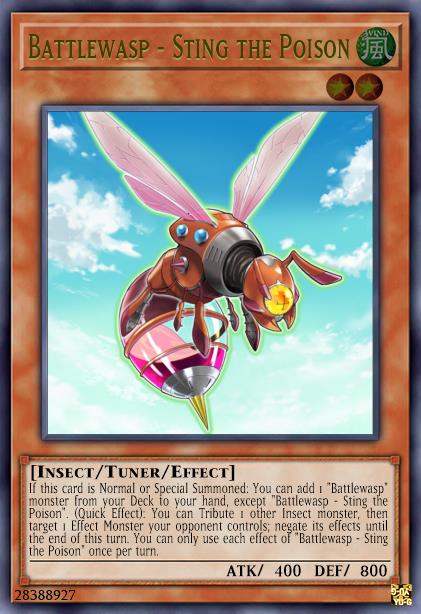 Battlewasp - Sting the Poison
WIND
風
[Insect/Tuner/Effect]
If this card is Normal or Special Summoned: You can add 1 "Battlewasp"
monster from your Deck to your hand, except "Battlewasp - Sting the
Poison". (Quick Effect): You can Tribute 1 other Insect monster, then
target 1 Effect Monster your opponent controls; negate its effects until
the end of this turn. You can only use each effect of "Battlewasp - Sting
the Poison" once per turn.
ATK/ 400 DEF/ 800
28388927